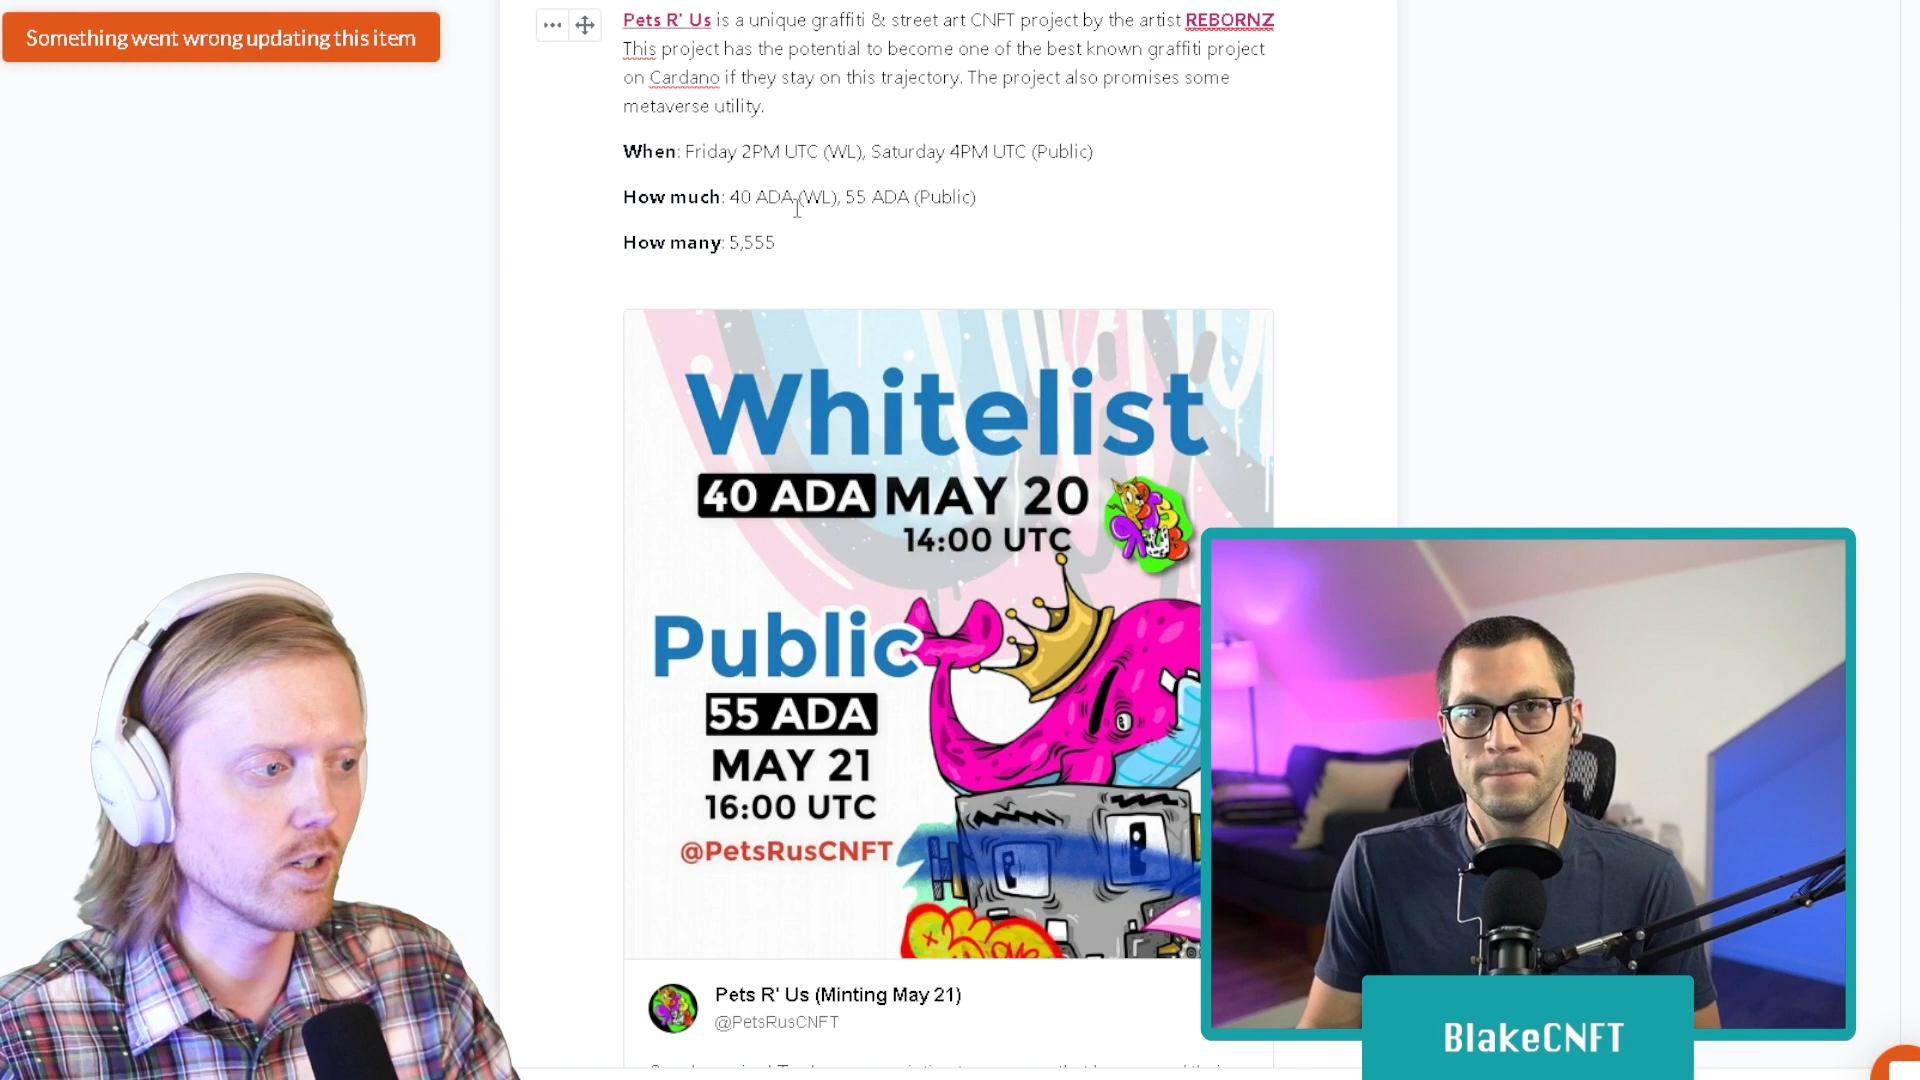 Something went wrong updating this item
Pets R' Us is a unique graffiti & street art CNFT project by the artist REBORNZ
This project has the potential to become one of the best known graffiti project
on Cardano if they stay on this trajectory. The project also promises some
metaverse utility.
When: Friday 2PM UTC (WL), Saturday 4PM UTC (Public)
How much: 40 ADA (WL), 55 ADA (Public)
How many: 5,555
Whitelist
40 ADA MAY 20
14:00 UTC
Public
55 ADA
MAY 21
16:00 UTC
@PetsRusCNFT
Pets R' Us (Minting May 21)
@PetsRusCNFT
BlakeCNFT